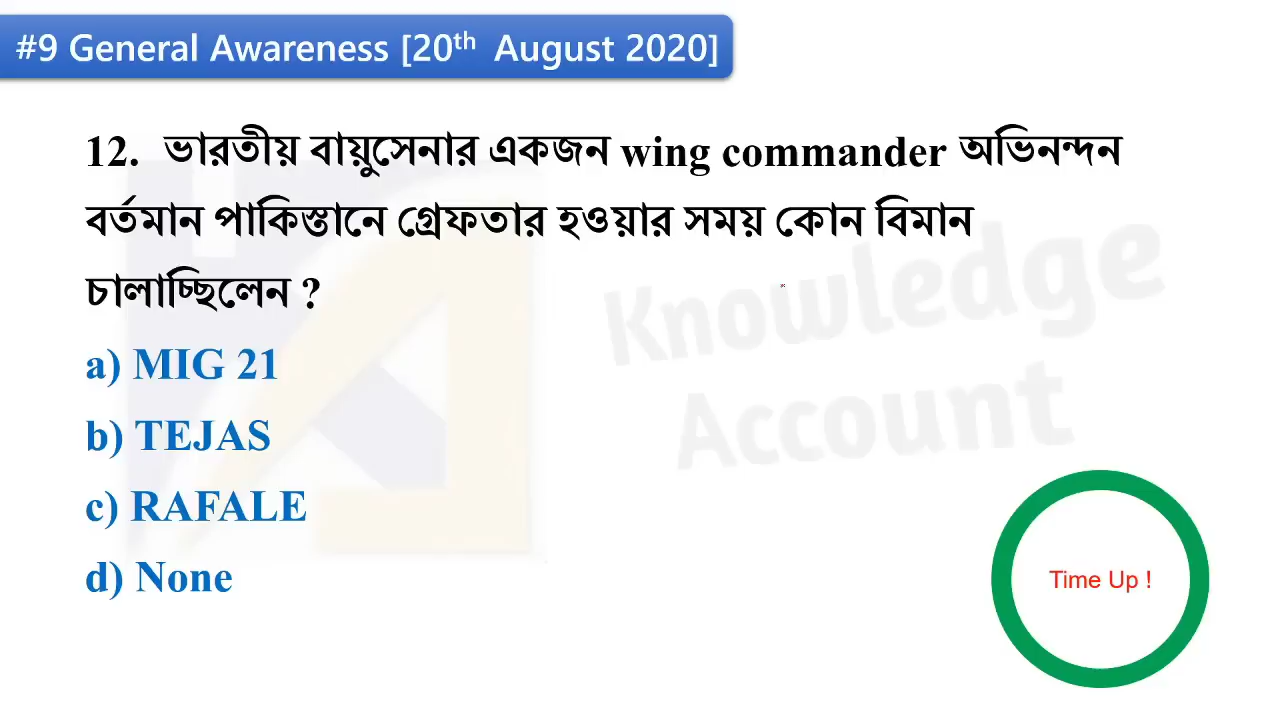 #9 General Awareness [20th August 2020]
12. ভারতীয় বায়ুসেনার একজন wing commander অভিনন্দন
বর্তমান পাকিস্তানে গ্রেফতার হওয়ার সময় কোন বিমান
চালাচ্ছিলেন ?
a) MIG 21
b) TEJAS
c) RAFALE
d) None
Knowledge
Account
Time Up !